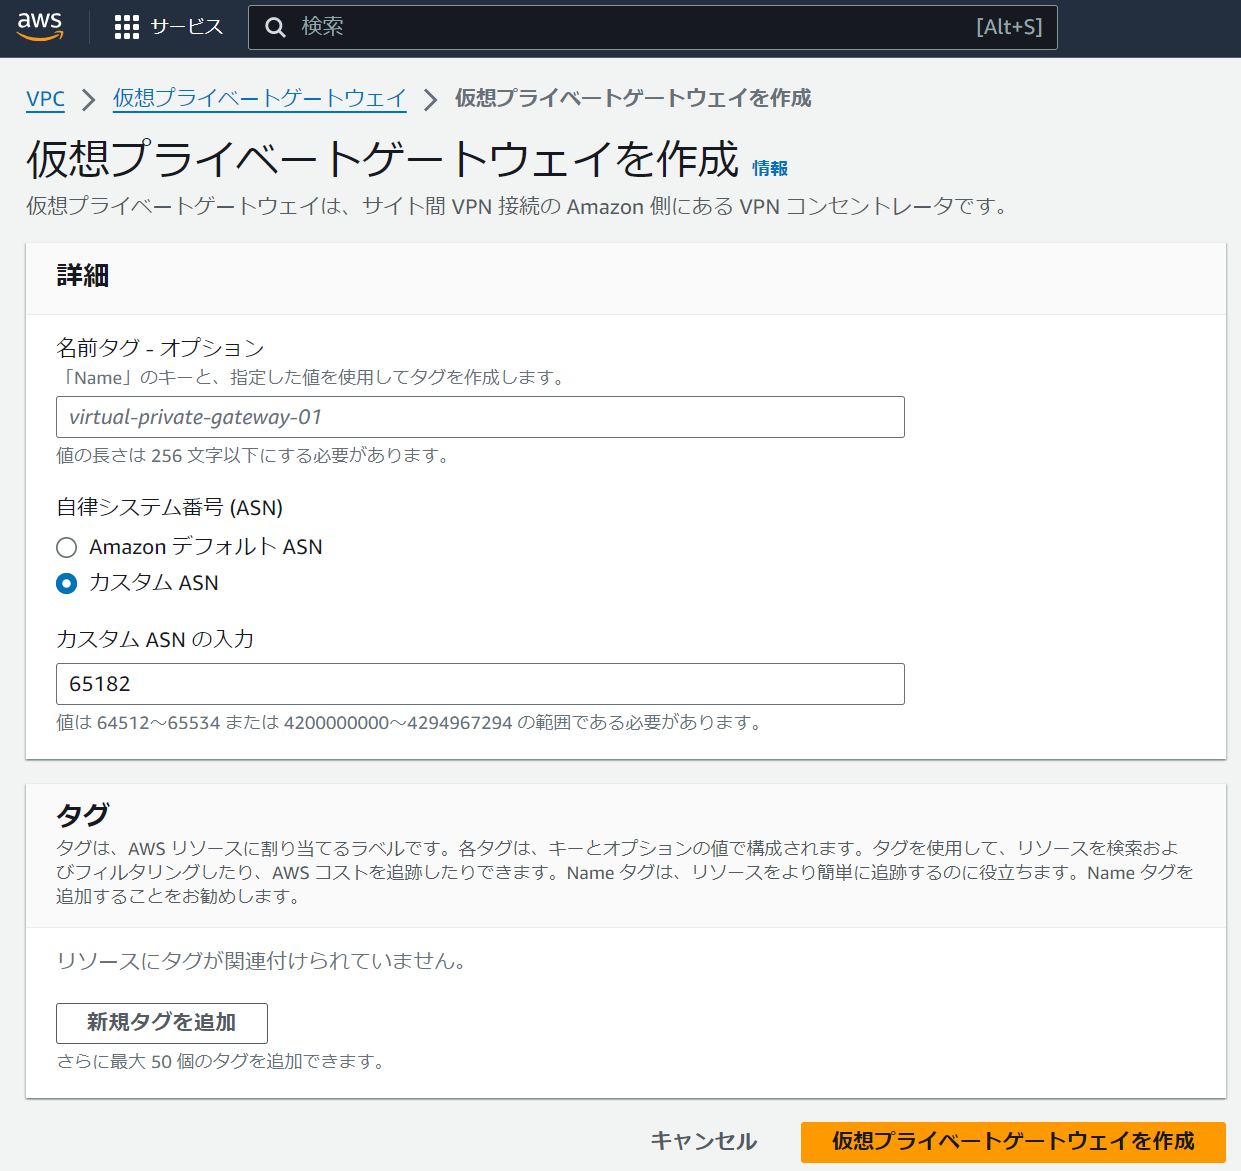 aws サービス 検索 [Alt+S]
VPC > 仮想プライベートゲートウェイ > 仮想プライベートゲートウェイを作成
仮想プライベートゲートウェイを作成 情報
仮想プライベートゲートウェイは、サイト間 VPN 接続の Amazon 側にある VPN コンセントレータです。
詳細
名前タグ - オプション
「Name」のキーと、指定した値を使用してタグを作成します。
virtual-private-gateway-01
値の長さは 256 文字以下にする必要があります。
自律システム番号 (ASN)
Amazon デフォルト ASN
カスタム ASN
カスタム ASN の入力
65182
値は 64512～65534 または 4200000000～4294967294 の範囲である必要があります。
タグ
タグは、AWS リソースに割り当てるラベルです。各タグは、キーとオプションの値で構成されます。タグを使用して、リソースを検索およ
びフィルタリングしたり、AWS コストを追跡したりできます。Name タグは、リソースをより簡単に追跡するのに役立ちます。Name タグを
追加することをお勧めします。
リソースにタグが関連付けられていません。
新規タグを追加
さらに最大 50 個のタグを追加できます。
キャンセル 仮想プライベートゲートウェイを作成